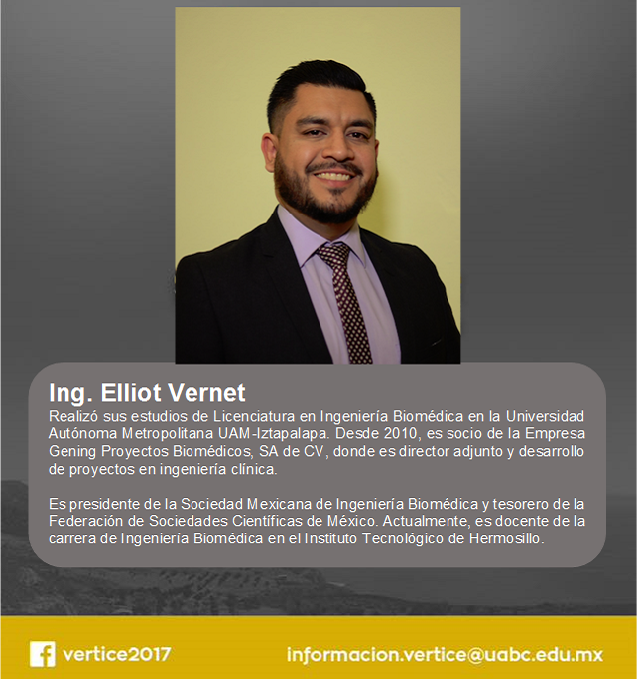 Ing. Elliot Vernet
Realizó sus estudios de Licenciatura en Ingeniería Biomédica en la Universidad
Autónoma Metropolitana UAM-Iztapalapa. Desde 2010, es socio de la Empresa
Gening Proyectos Biomédicos, SA de CV, donde es director adjunto y desarrollo
de proyectos en ingeniería clínica.
Es presidente de la Sociedad Mexicana de Ingeniería Biomédica y tesorero de la
Federación de Sociedades Científicas de México. Actualmente, es docente de la
carrera de Ingeniería Biomédica en el Instituto Tecnológico de Hermosillo.
f vertice2017 informacion.vertice@uabc.edu.mx